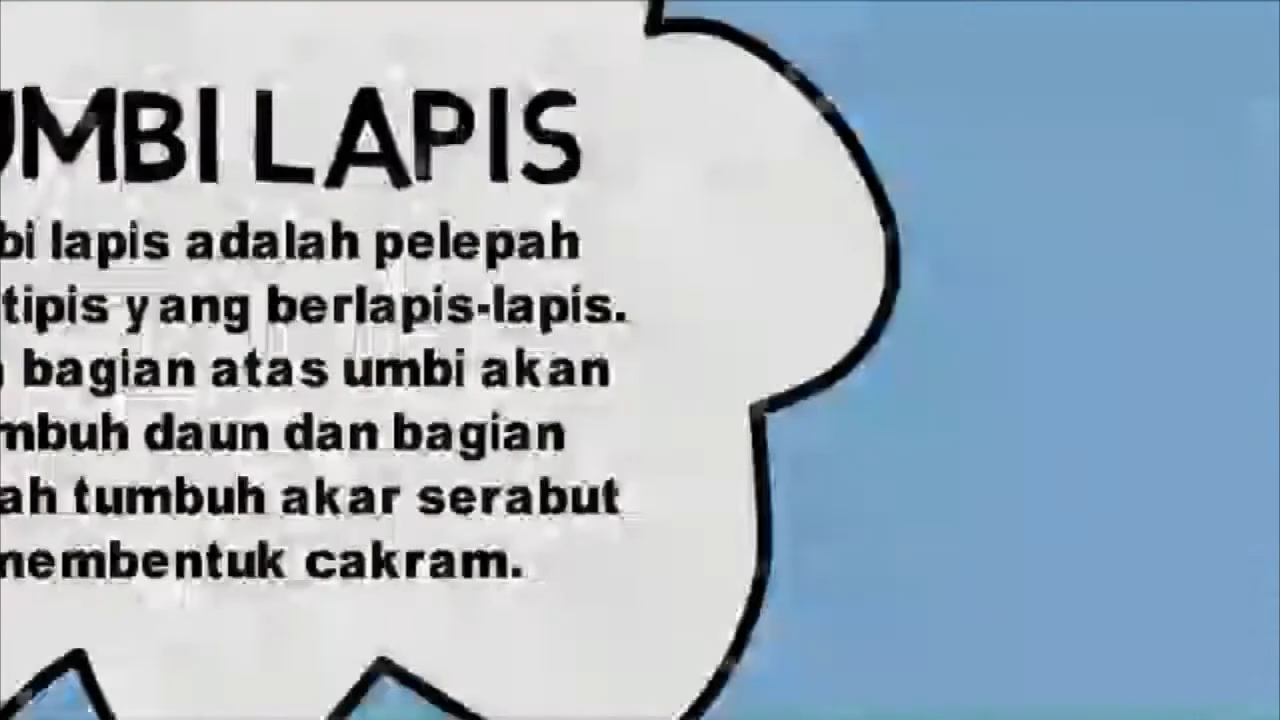 UMBI LAPIS
bi lapis adalah pelepah
tipis yang berlapis-lapis.
bagian atas umbi akan
mbuh daun dan bagian
ah tumbuh akar serabut
membentuk cakram.